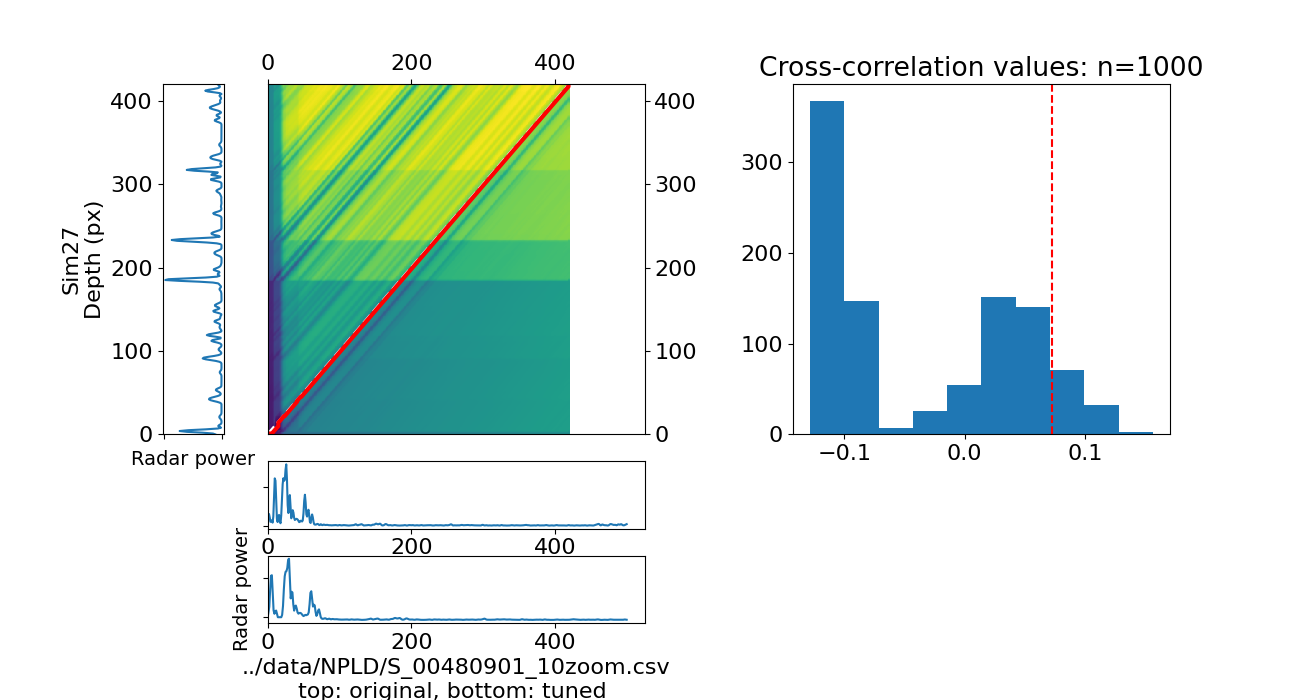 Cross-correlation values: n=1000
0 200 400
400
300
200
100
0
Sim27
Depth (px)
Radar power
400
300
200
100
0
300
200
100
0
−0.1 0.0 0.1
0 200 400
Radar power
0 200 400
../data/NPLD/S_00480901_10zoom.csv
top: original, bottom: tuned